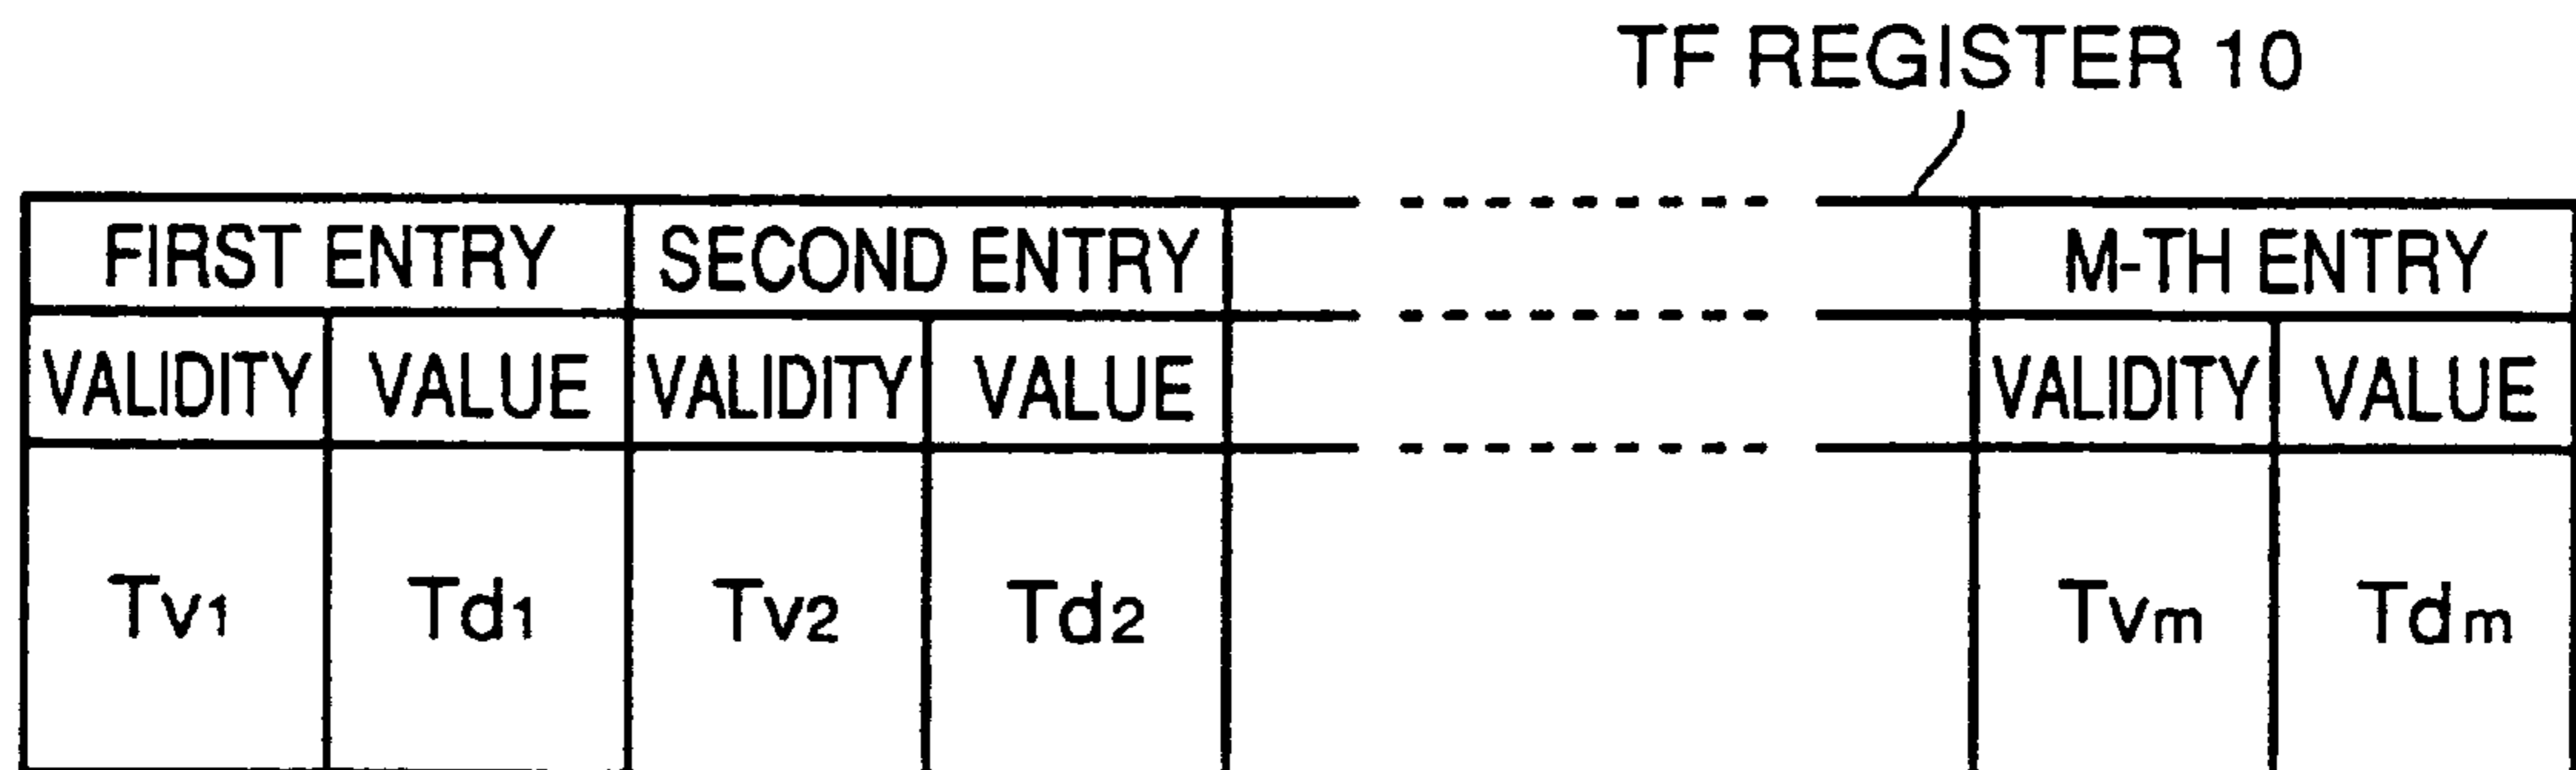 TF REGISTER 10
FIRST ENTRY SECOND ENTRY M-TH ENTRY
VALIDITY VALUE VALIDITY VALUE VALIDITY VALUE
Tv1 Td1 Tv2 Td2 Tvm Tdm